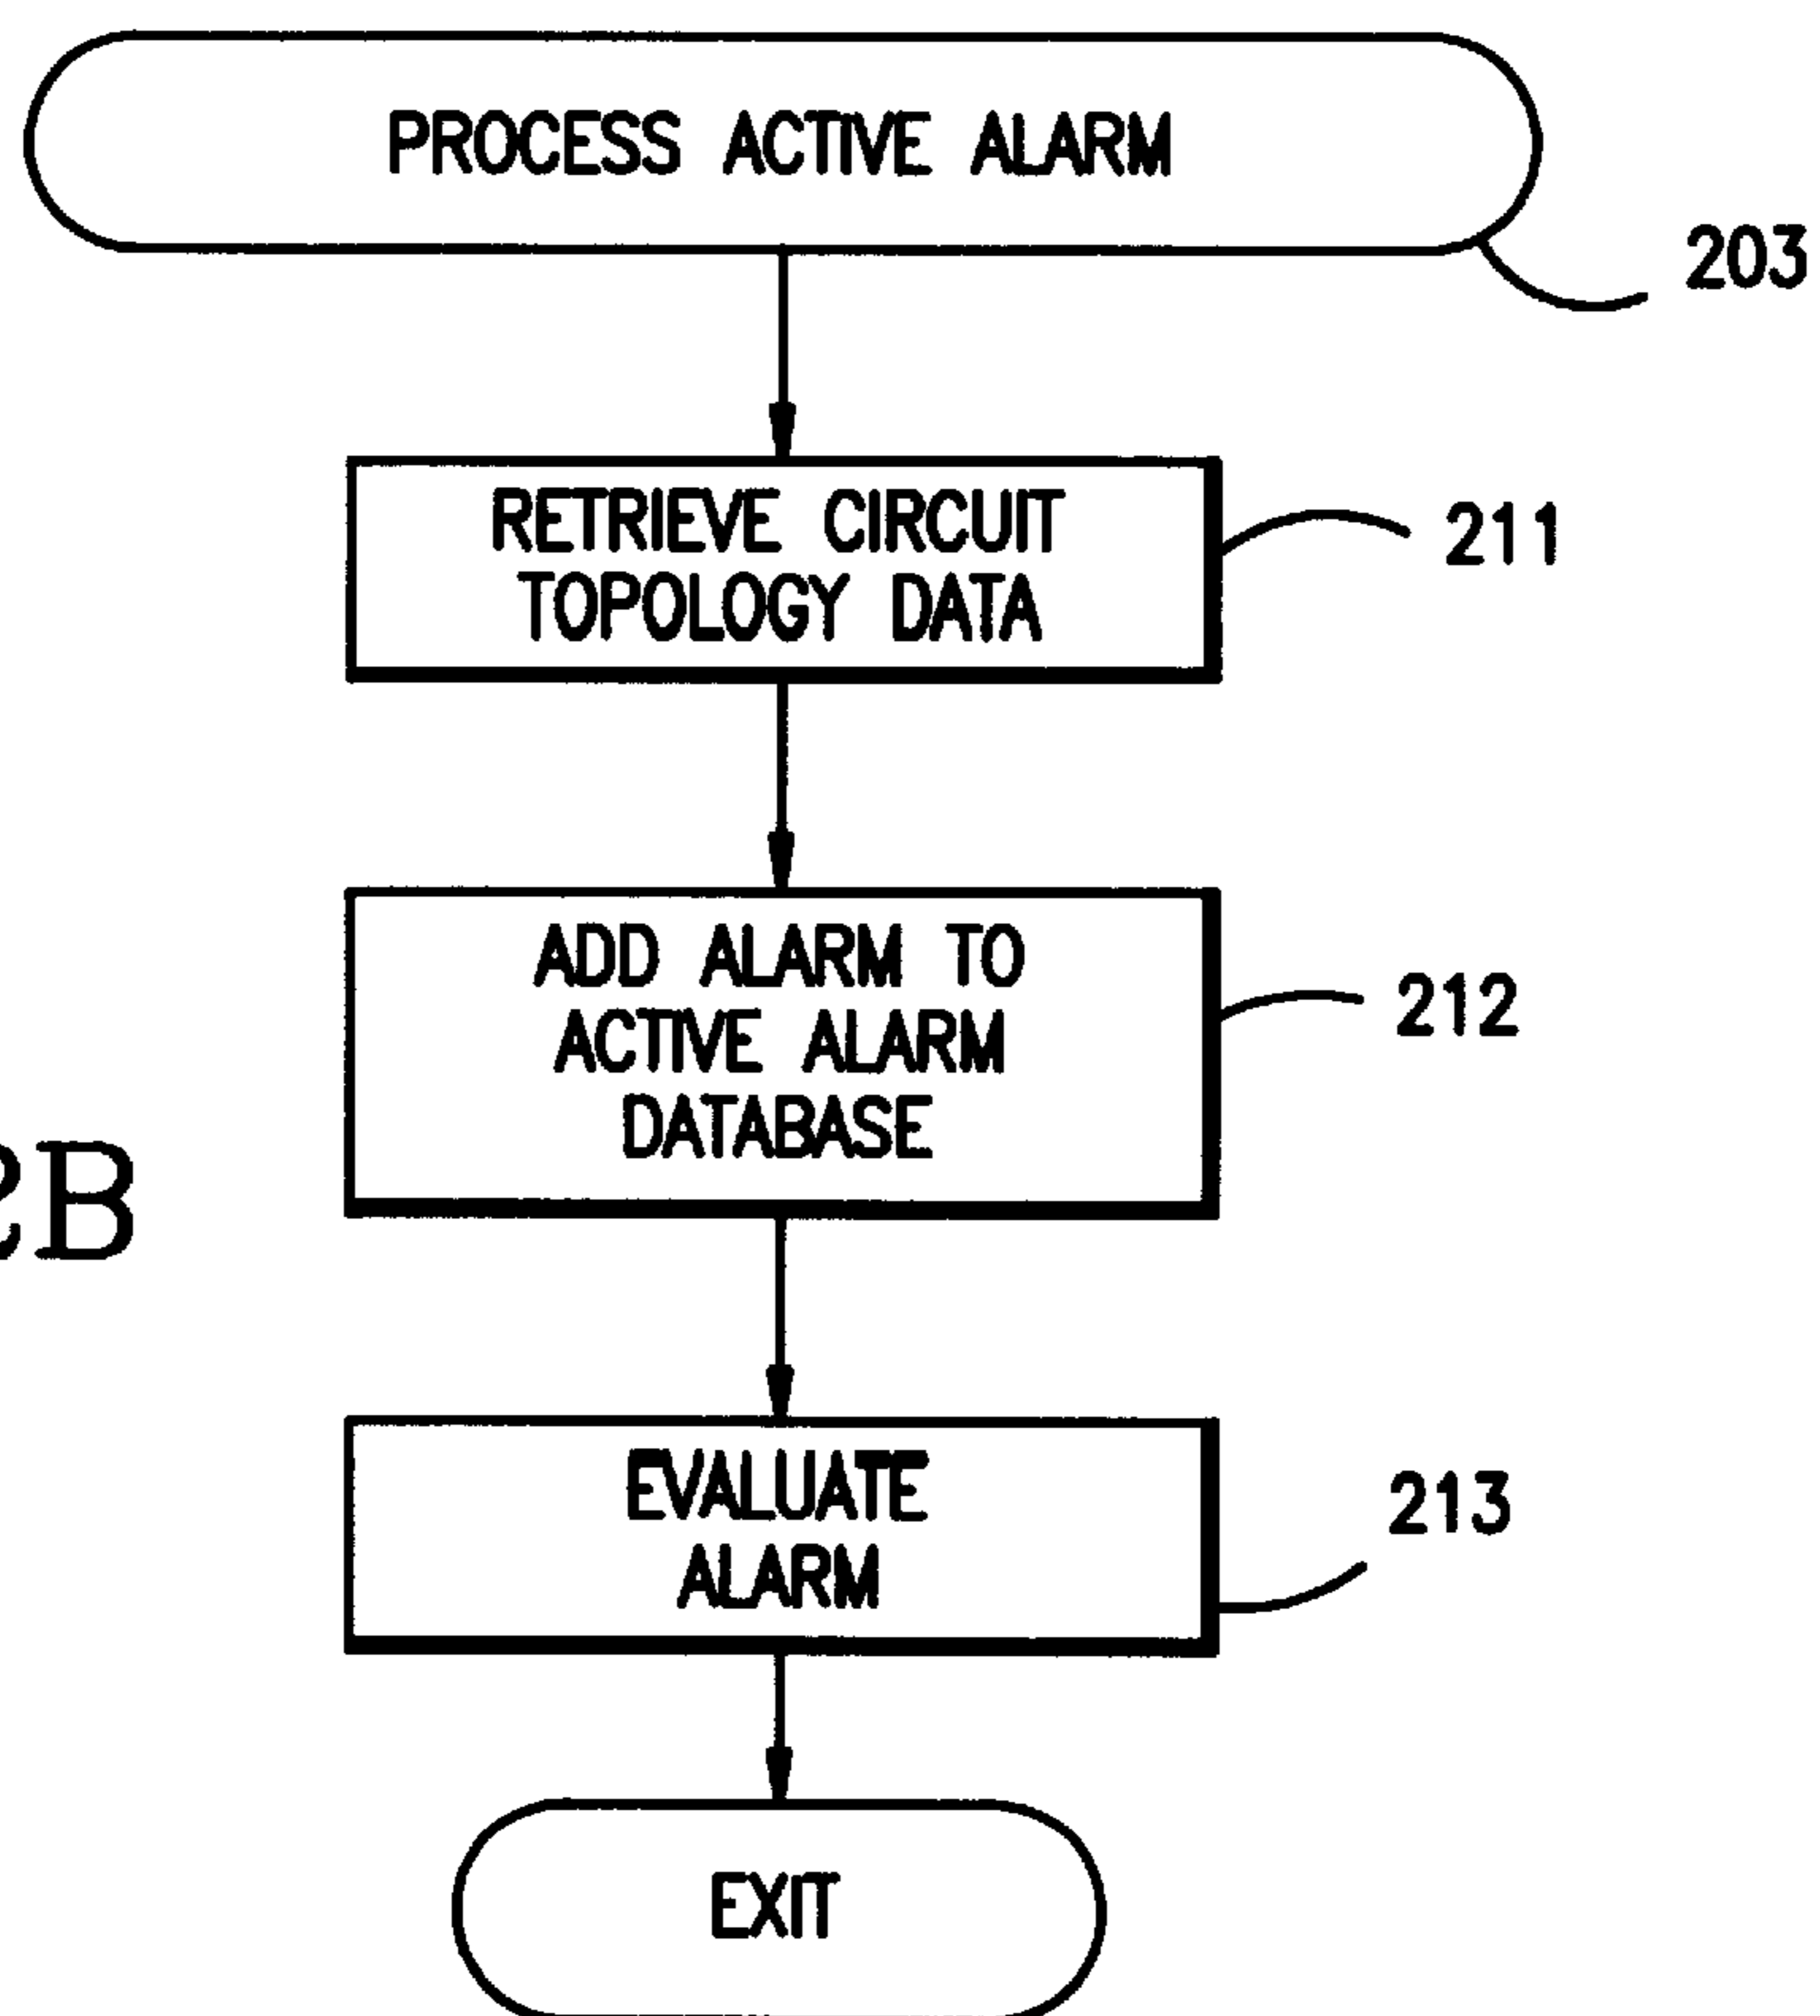 PROCESS ACTIVE ALARM
203
RETRIEVE CIRCUIT
TOPOLOGY DATA
211
ADD ALARM TO
ACTIVE ALARM
DATABASE
212
2B
EVALUATE
ALARM
213
EXIT